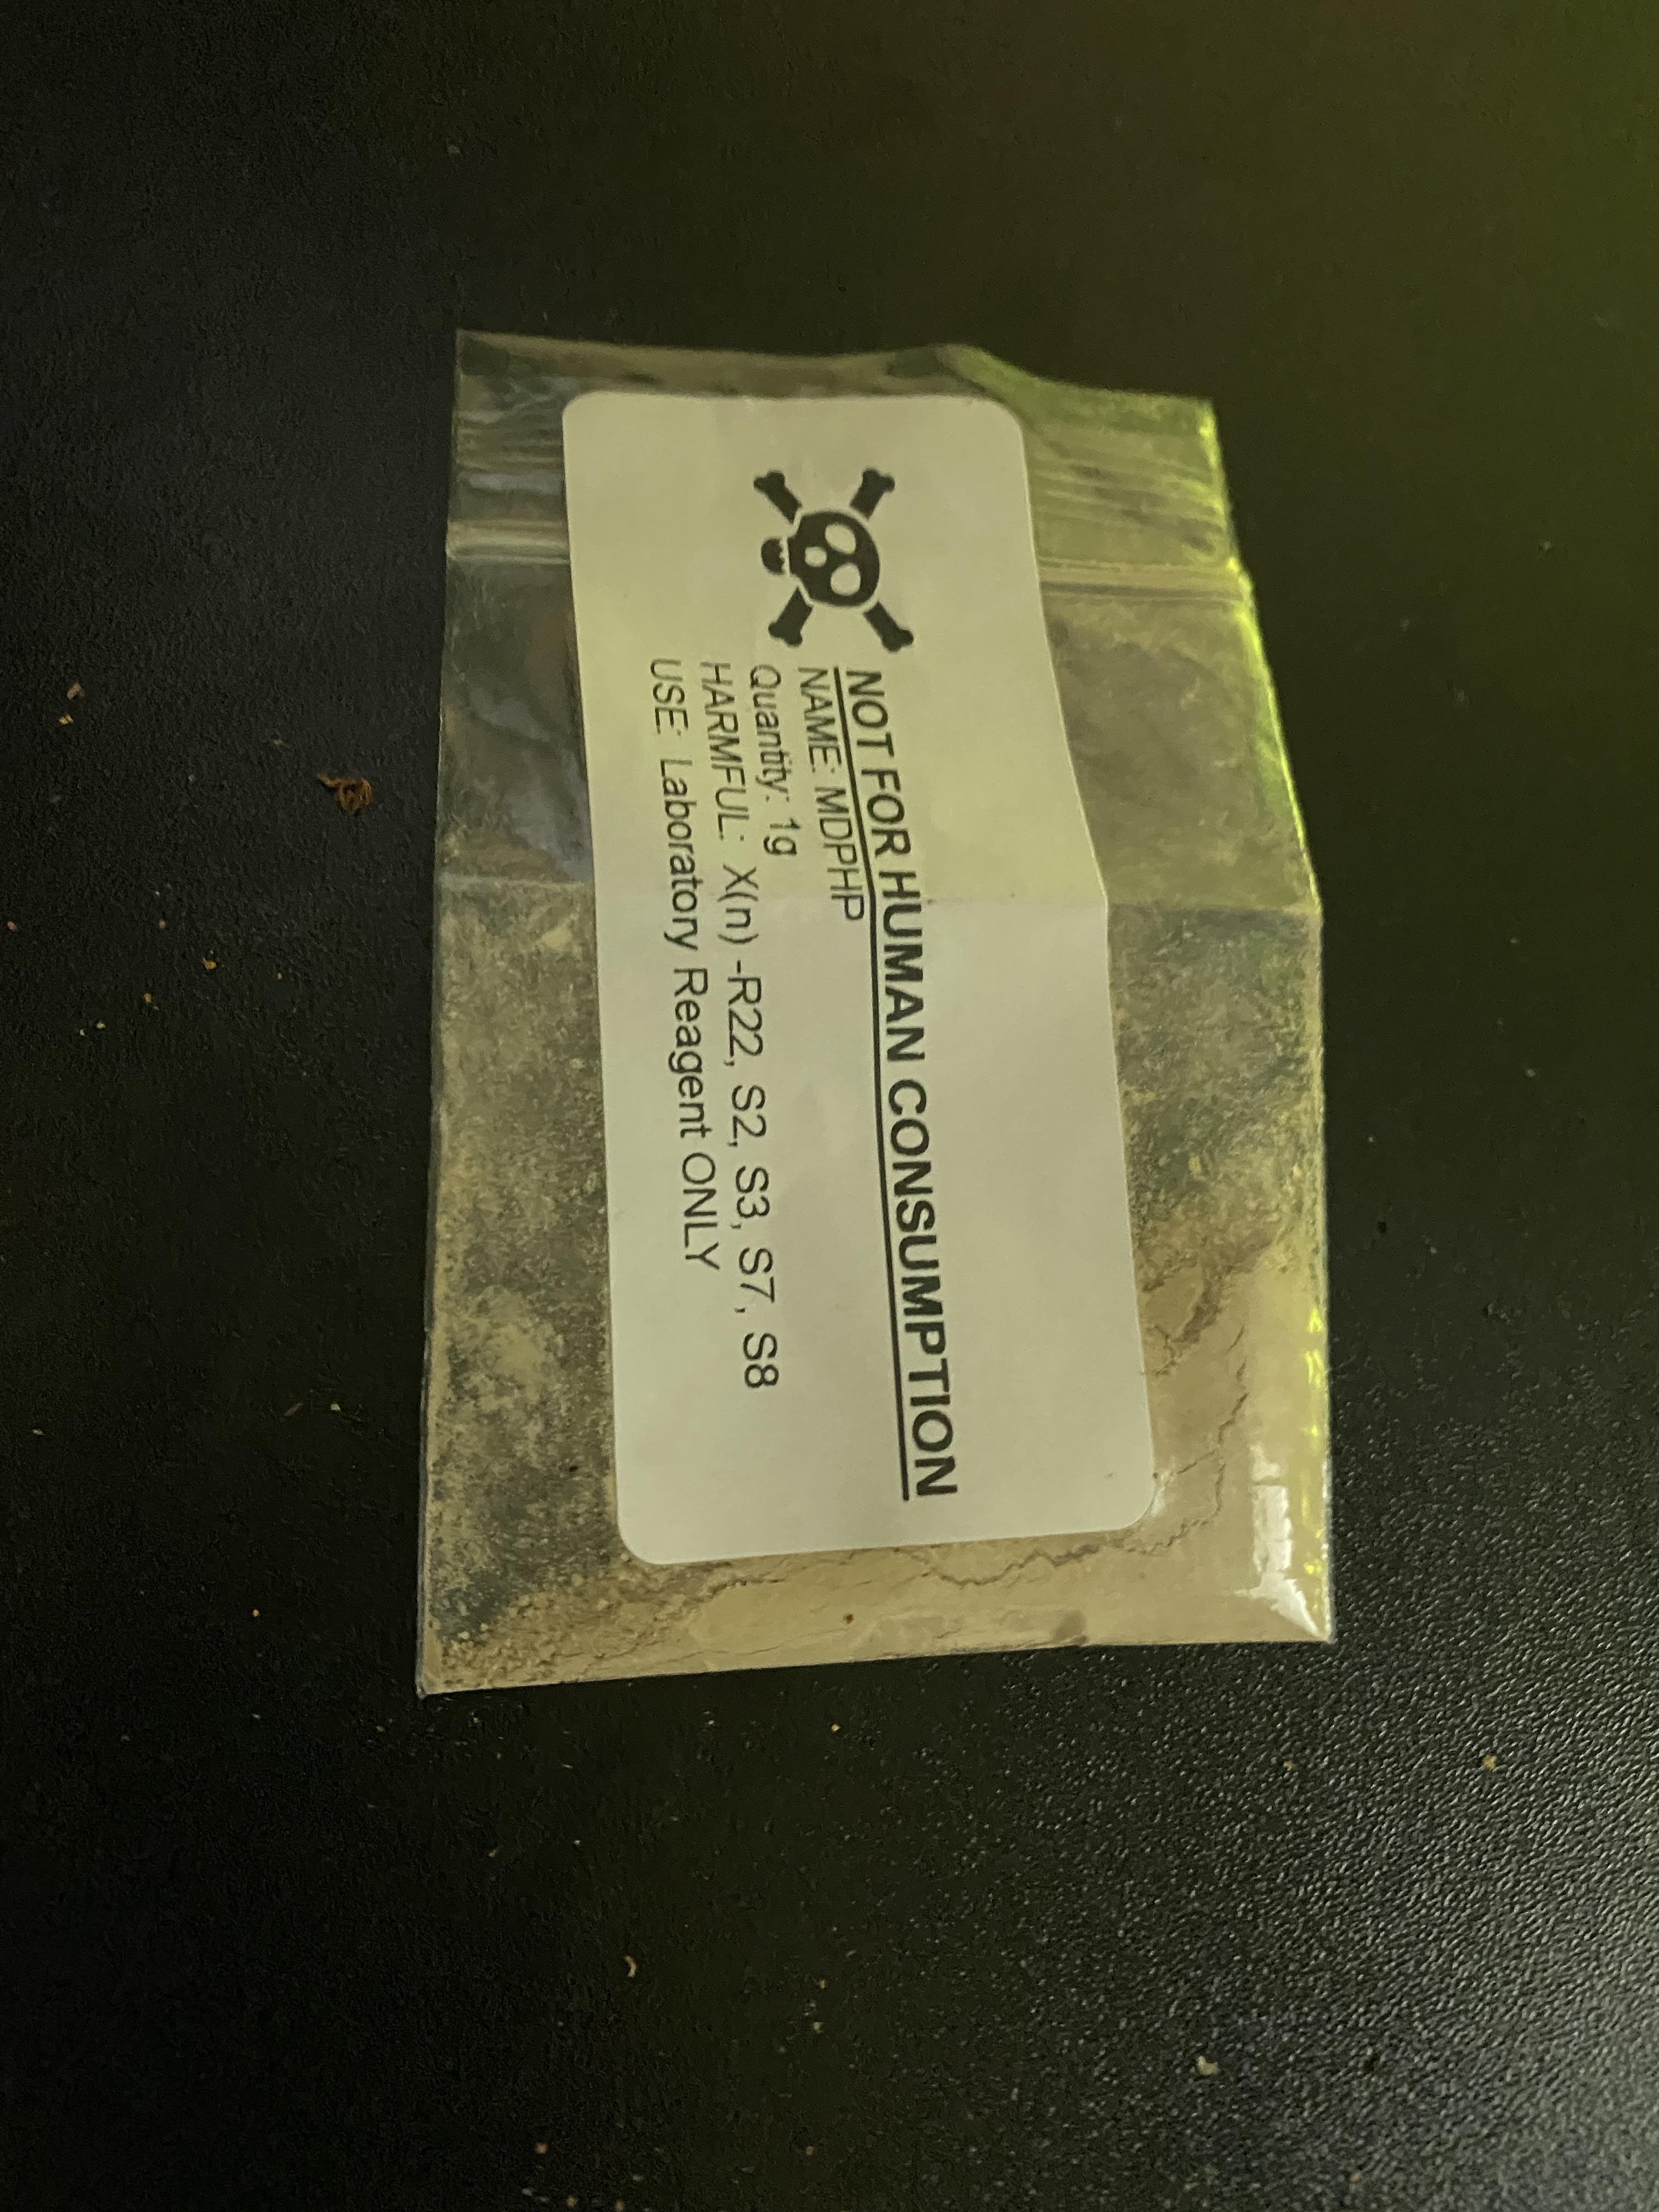 NOT FOR HUMAN CONSUMPTION
NAME: MDPHP
Quantity: 1g
HARMFUL: X(n) -R22, S2, S3, S7, S8
USE: Laboratory Reagent ONLY